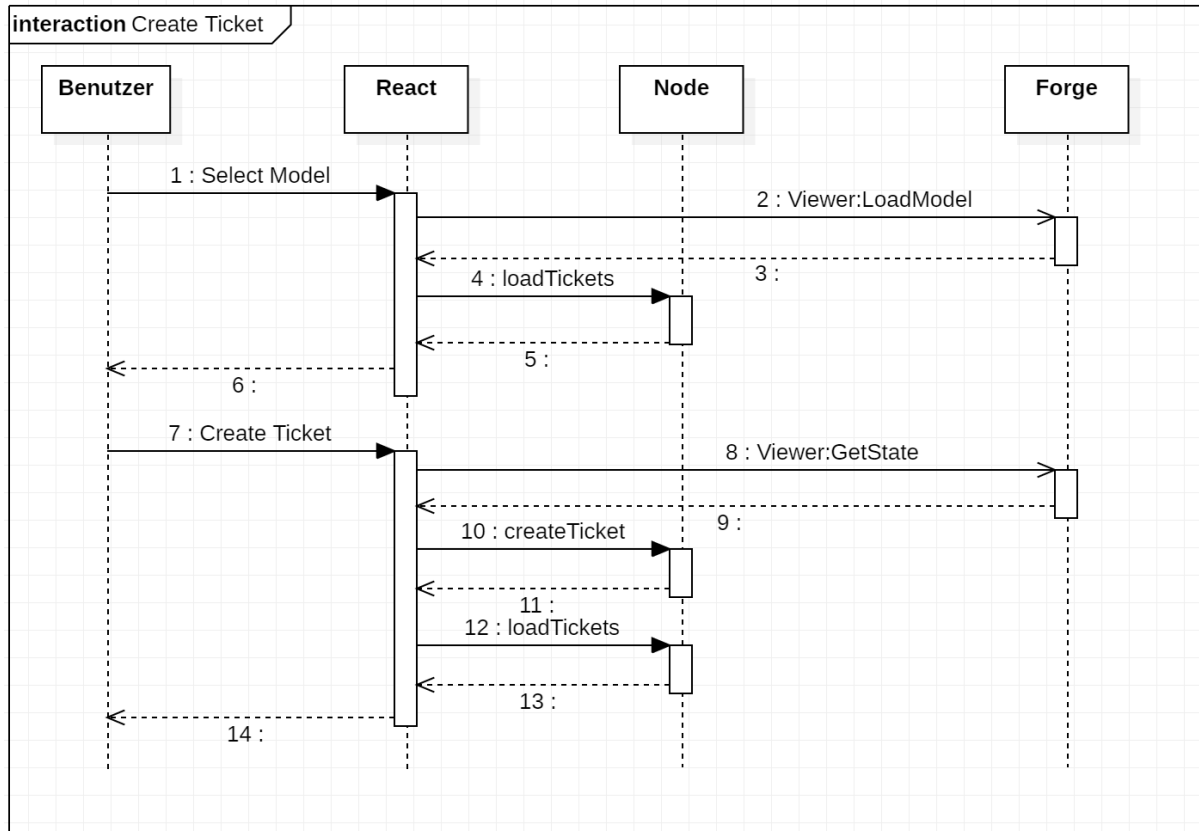 interaction Create Ticket
Benutzer
React
Node
Forge
1 : Select Model
2 : Viewer:LoadModel
3 :
4 : loadTickets
5 :
6 :
7 : Create Ticket
8 : Viewer:GetState
9 :
10 : createTicket
11 :
12 : loadTickets
13 :
14 :